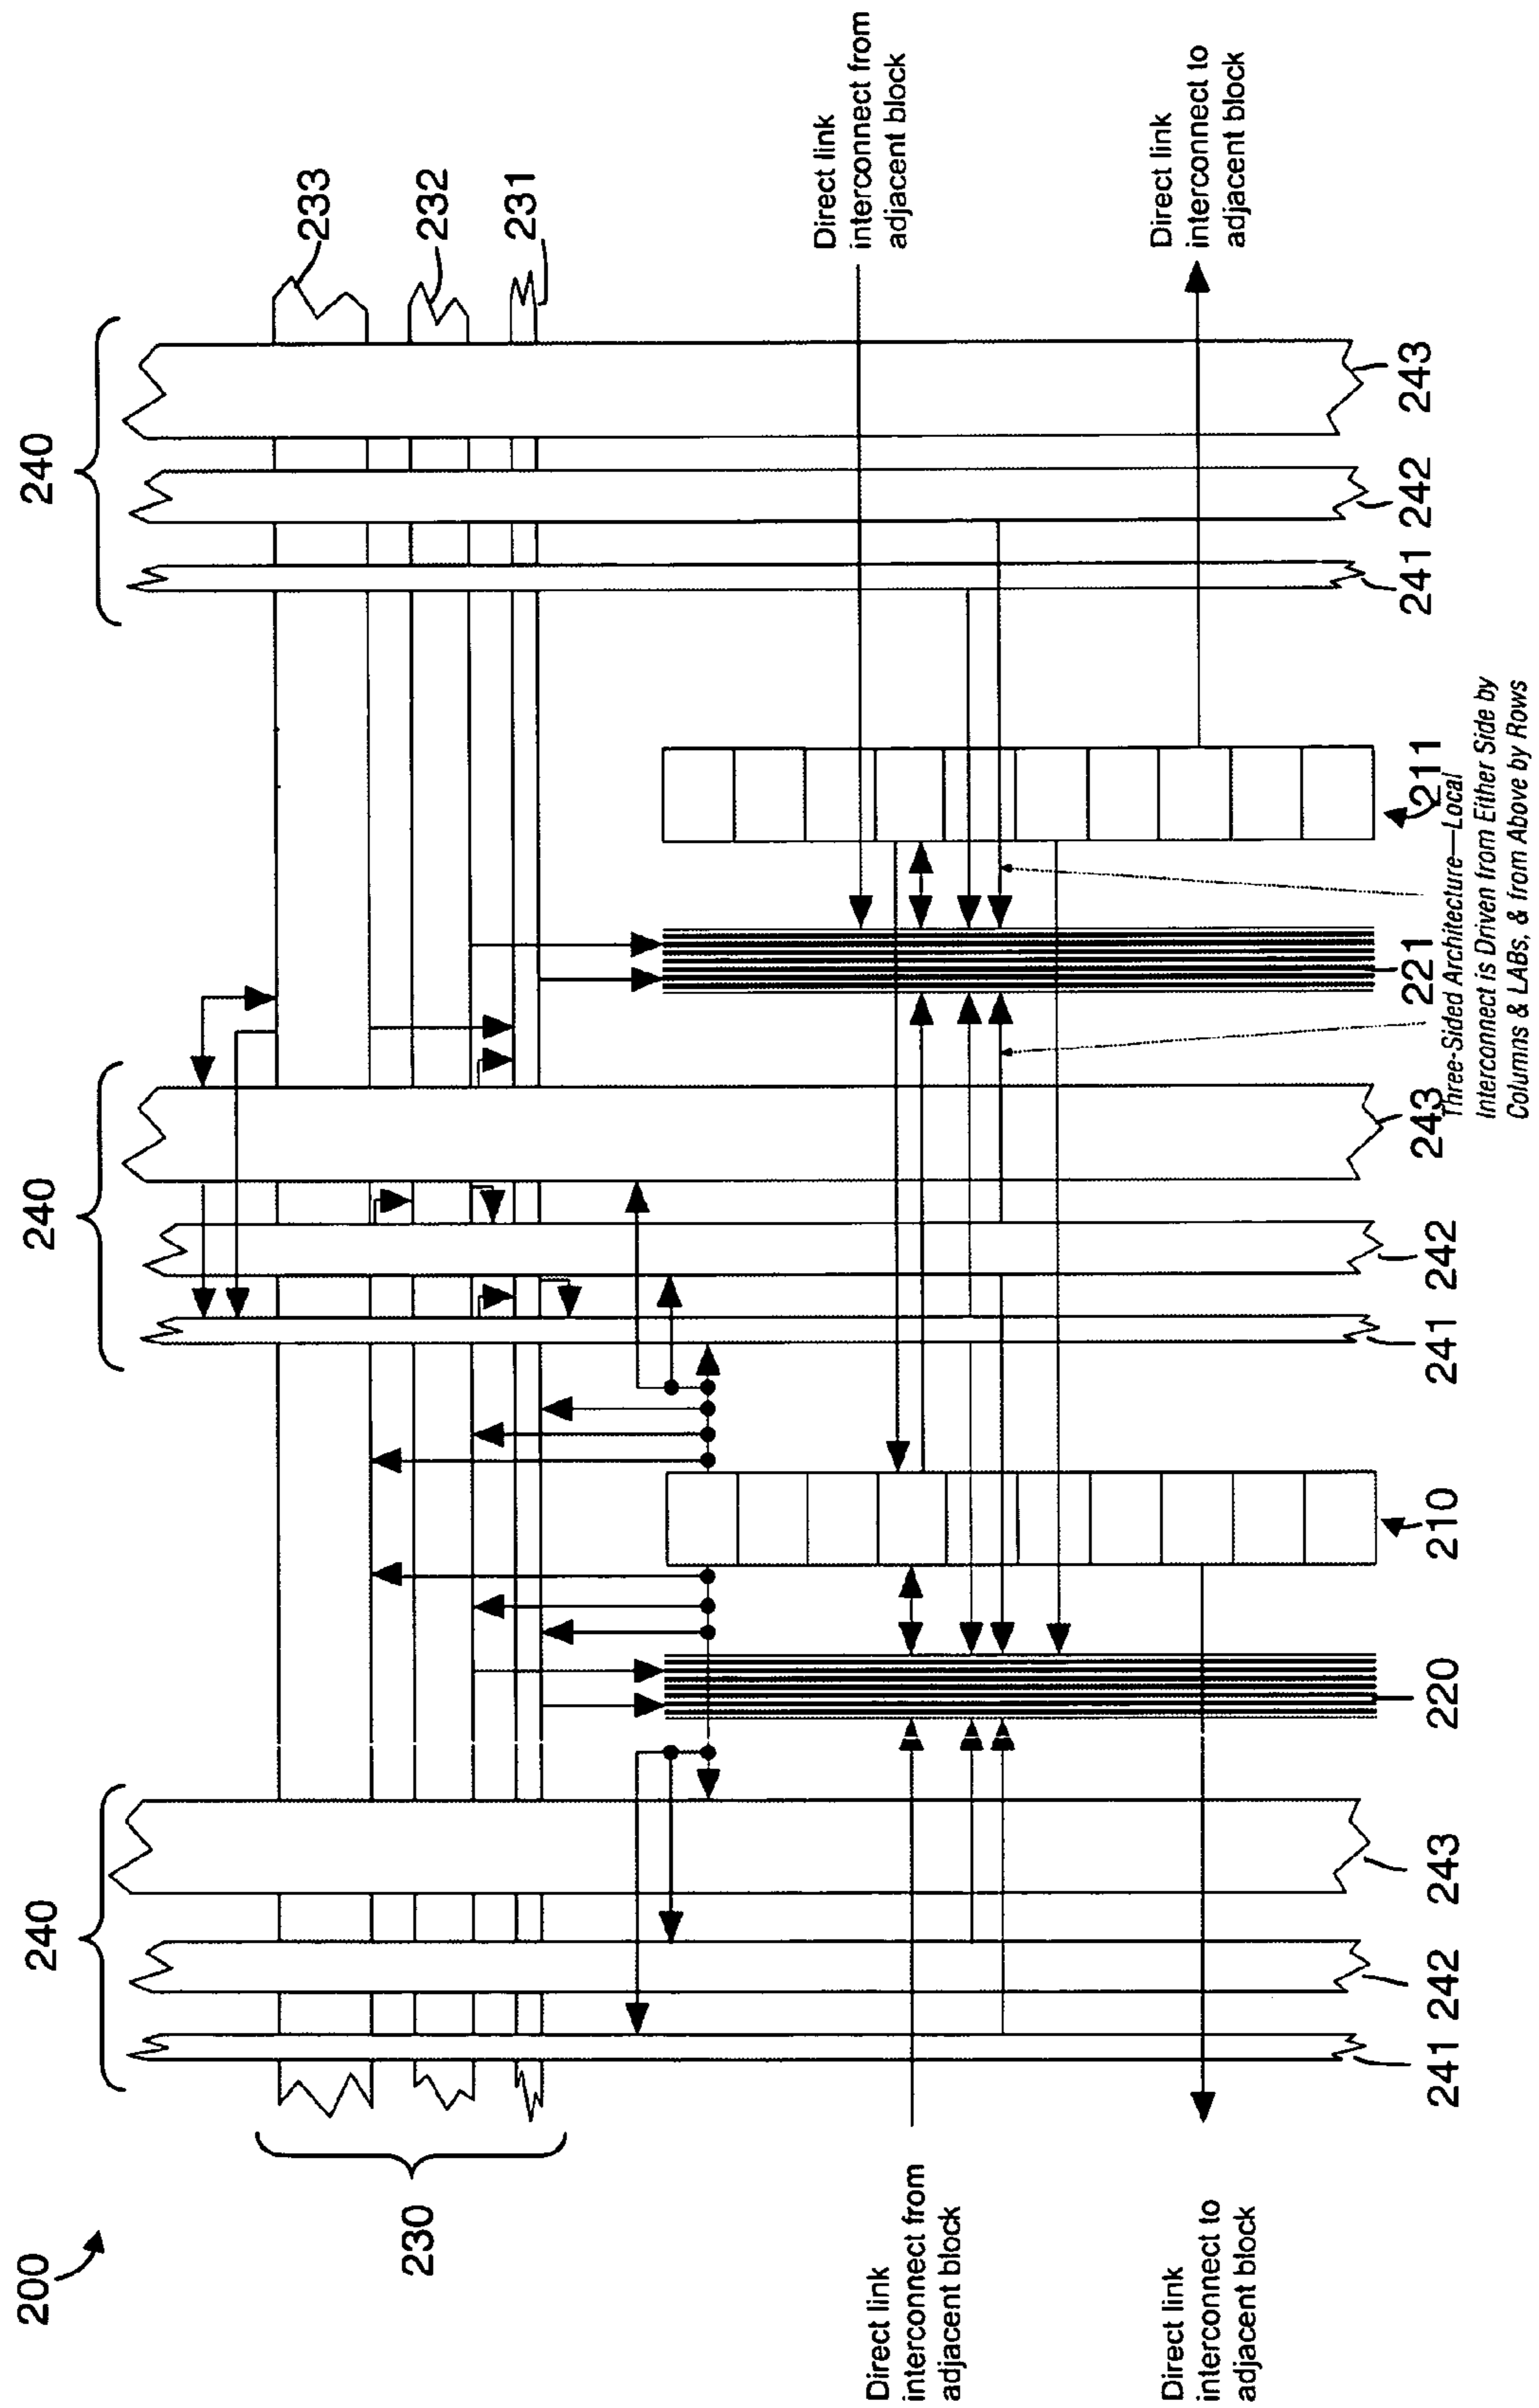 200
230
240
240
240
233
232
231
Direct link
interconnect from
adjacent block
Direct link
interconnect to
adjacent block
Direct link
interconnect from
adjacent block
Direct link
interconnect to
adjacent block
241
242
243
220
210
241
242
243
221
211
241
242
243
Three-Sided Architecture—Local
Interconnect is Driven from Either Side by
Columns & LABs, & from Above by Rows